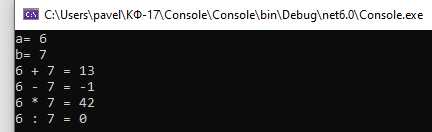 C:\Users\pavel\КФ-17\Console\Console\bin\Debug\net6.0\Console.exe
a= 6
b= 7
6 + 7 = 13
6 - 7 = -1
6 * 7 = 42
6 : 7 = 0